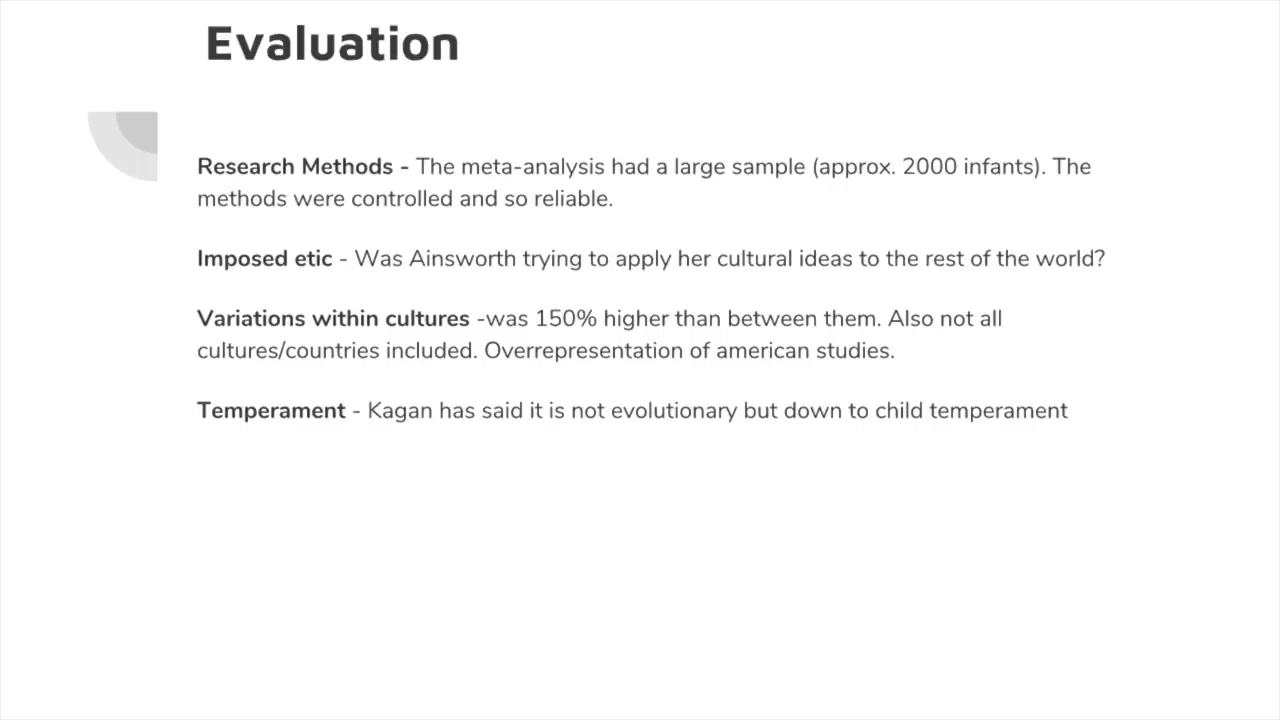 Evaluation
Research Methods - The meta-analysis had a large sample (approx. 2000 infants). The
methods were controlled and so reliable.
Imposed etic - Was Ainsworth trying to apply her cultural ideas to the rest of the world?
Variations within cultures -was 150% higher than between them. Also not all
cultures/countries included. Overrepresentation of american studies.
Temperament - Kagan has said it is not evolutionary but down to child temperament